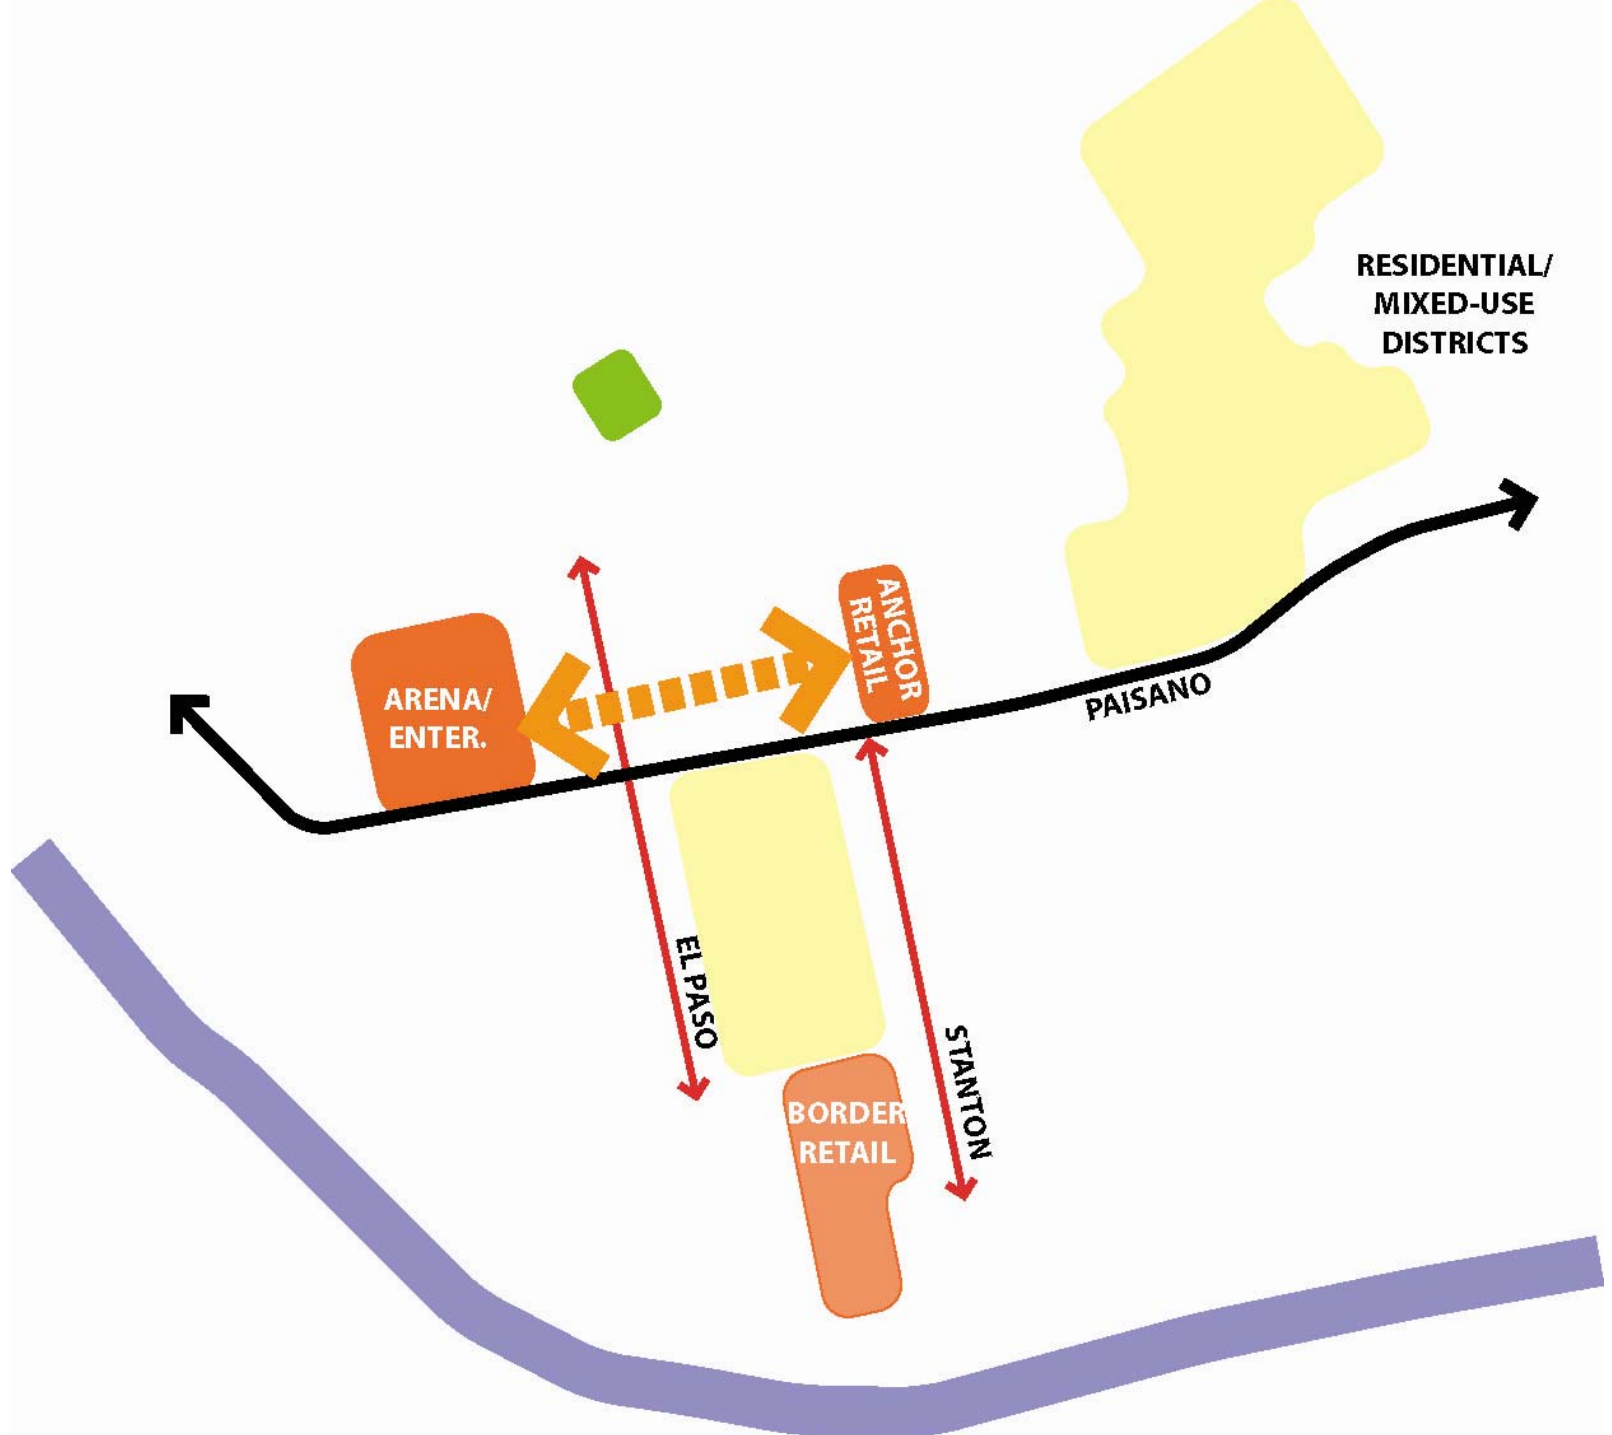 RESIDENTIAL/
MIXED-USE
DISTRICTS
ANCHOR
RETAIL
ARENA/
ENTER.
PAISANO
EL PASO
STANTON
BORDER
RETAIL